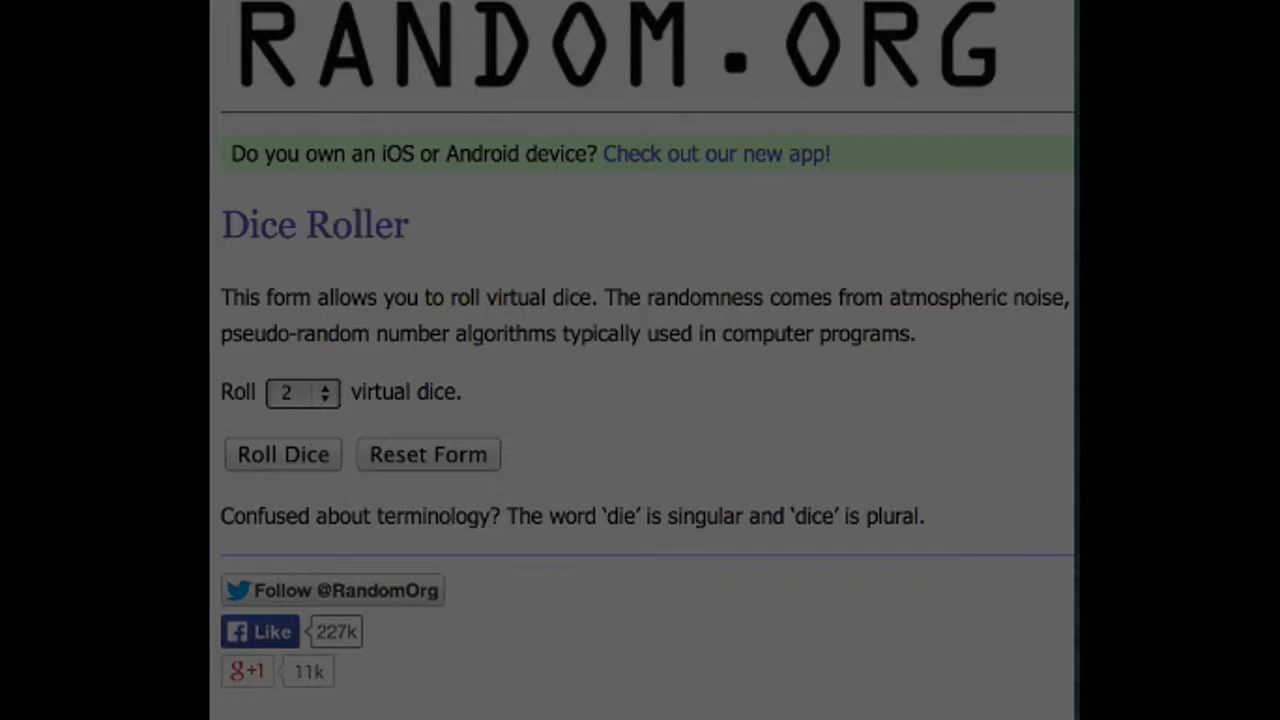 RANDOM.ORG
Do you own an iOS or Android device? Check out our new app!
Dice Roller
This form allows you to roll virtual dice. The randomness comes from atmospheric noise,
pseudo-random number algorithms typically used in computer programs.
Roll 2 virtual dice.
Roll Dice Reset Form
Confused about terminology? The word ‘die’ is singular and ‘dice’ is plural.
Follow @RandomOrg
Like 227k
g+1 11k